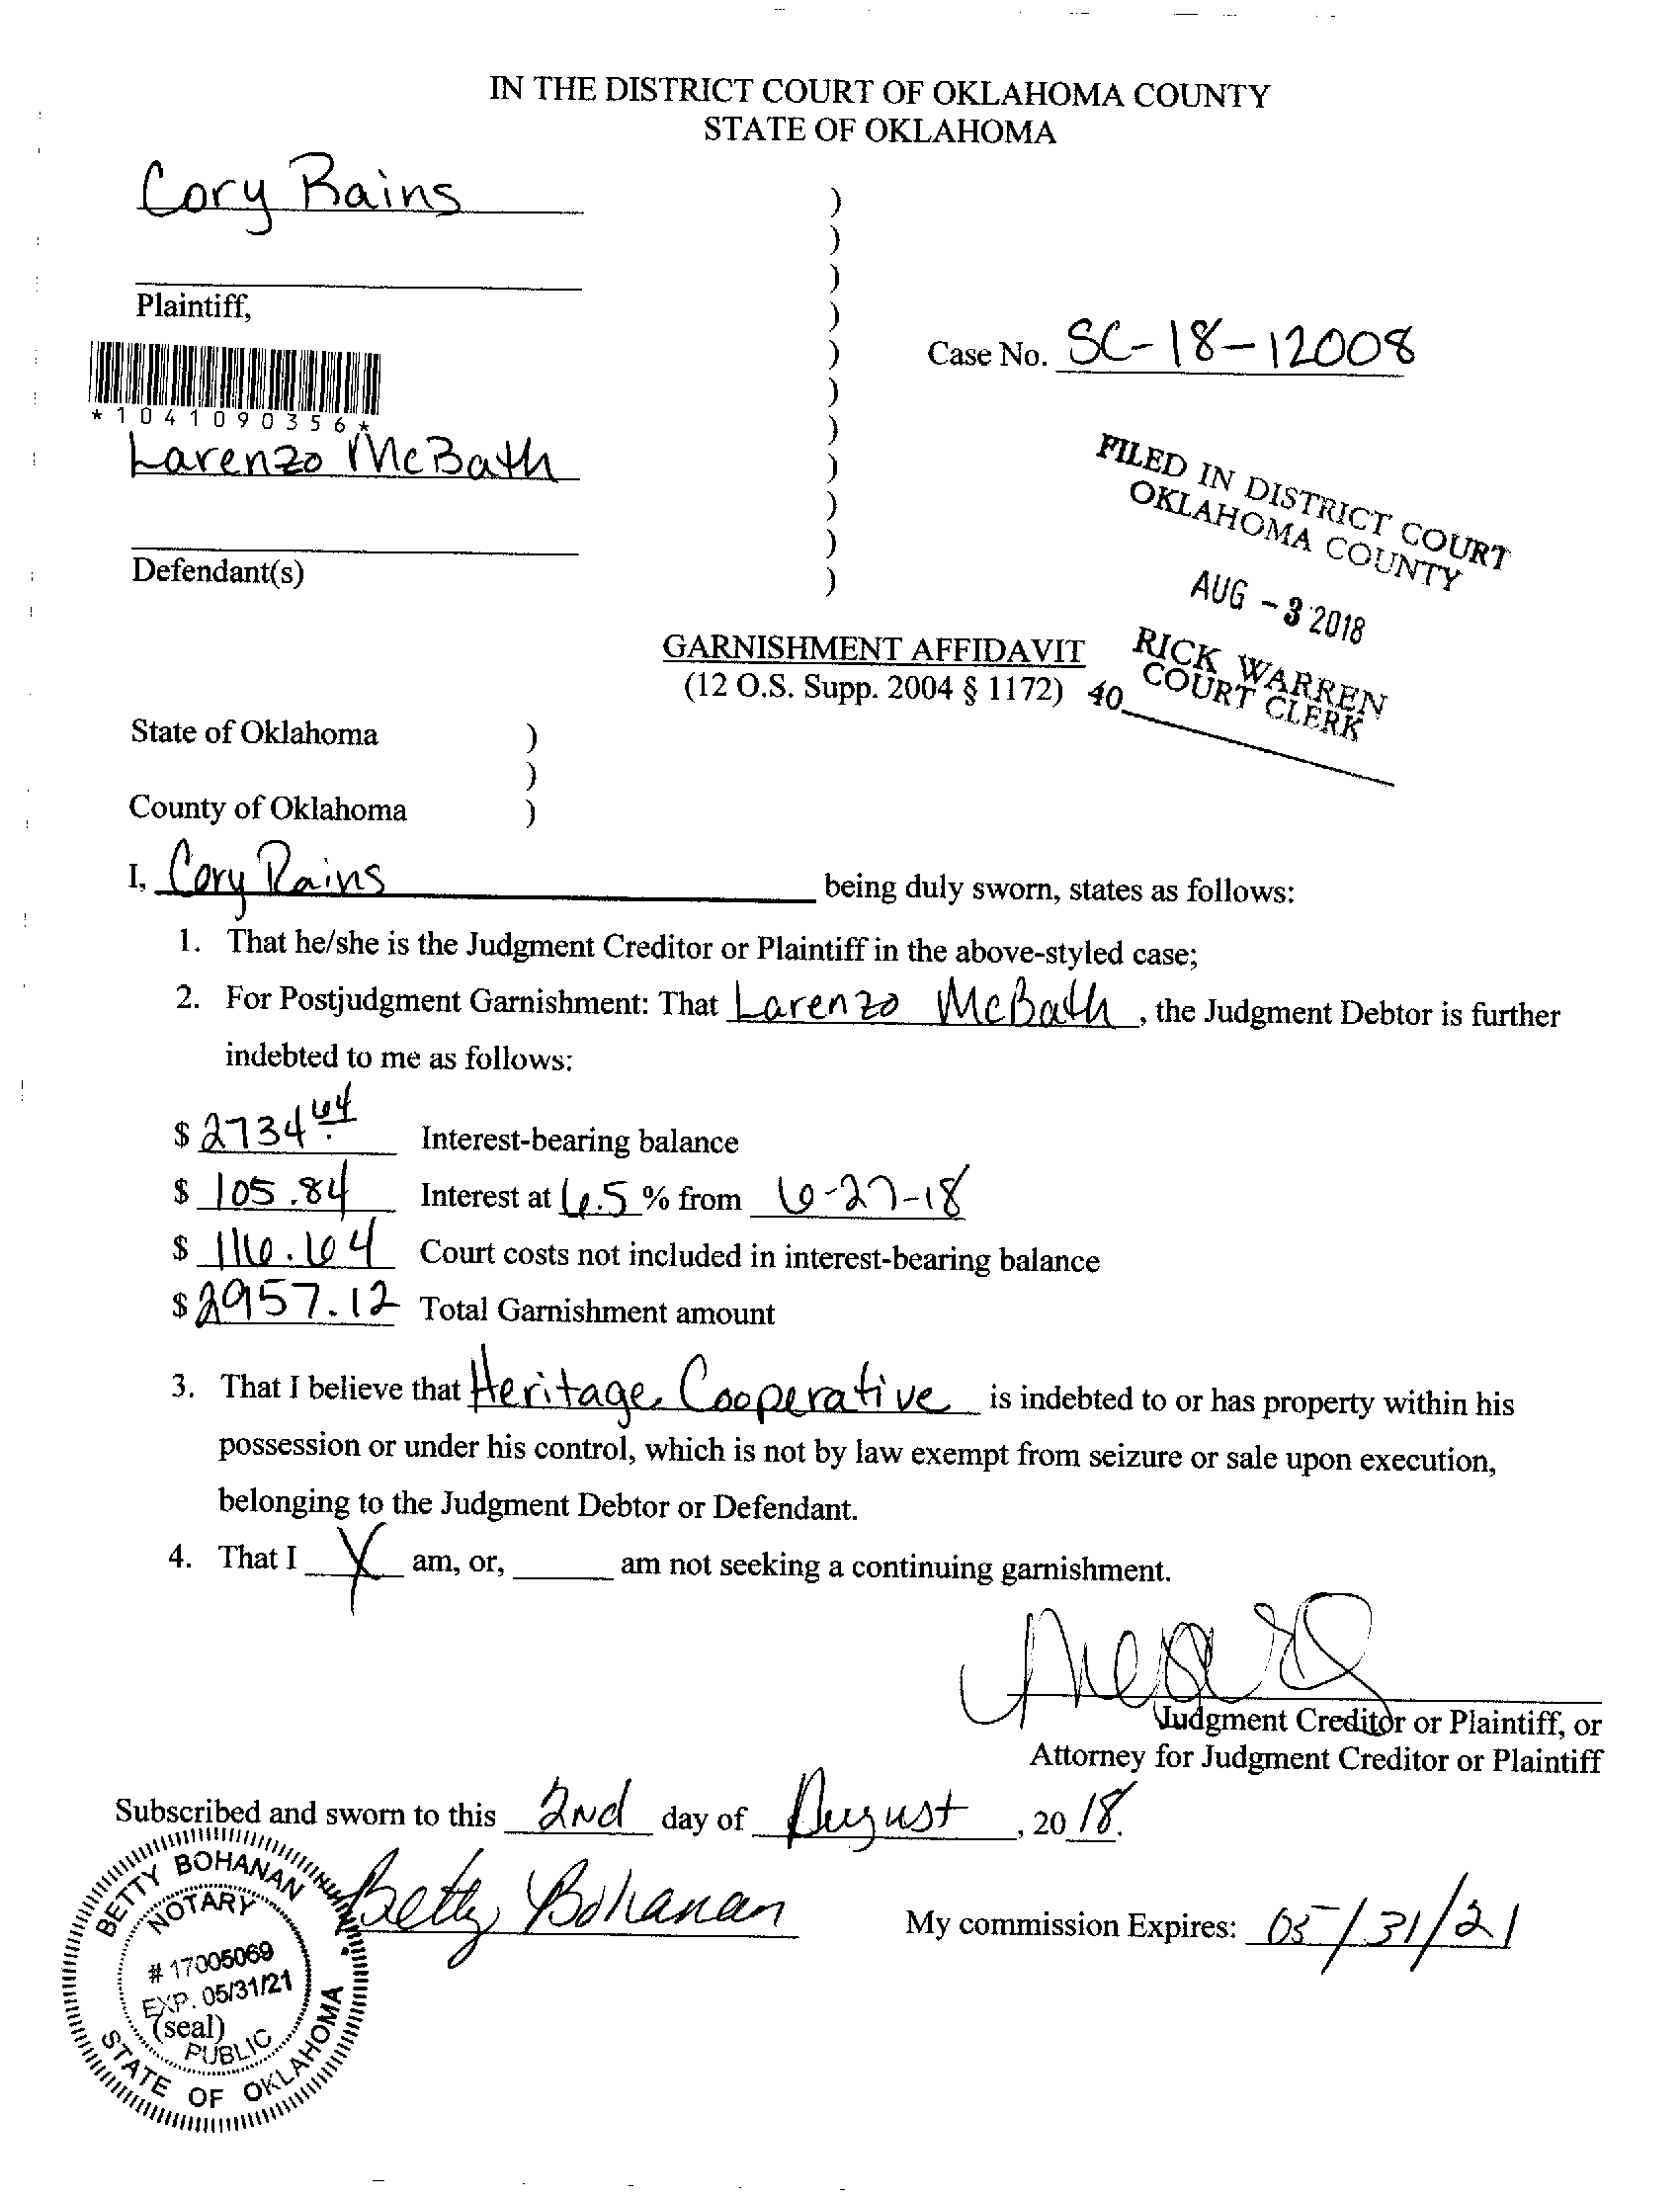 IN THE DISTRICT COURT OF OKLAHOMA COUNTY
STATE OF OKLAHOMA
Cory Rains
Plaintiff,
Case No. SC-18-12008
*1041090356*
Larenzo McBath
Defendant(s)
FILED IN DISTRICT COURT
OKLAHOMA COUNTY
AUG - 3 2018
RICK WARREN
COURT CLERK
40
GARNISHMENT AFFIDAVIT
(12 O.S. Supp. 2004 § 1172)
State of Oklahoma )
)
County of Oklahoma )
I, Cory Rains being duly sworn, states as follows:
1. That he/she is the Judgment Creditor or Plaintiff in the above-styled case;
2. For Postjudgment Garnishment: That Larenzo McBath, the Judgment Debtor is further
indebted to me as follows:
$ 2734.64 Interest-bearing balance
$ 105.84 Interest at 6.5 % from 6-27-18
$ 116.64 Court costs not included in interest-bearing balance
$ 2957.12 Total Garnishment amount
3. That I believe that Heritage Cooperative is indebted to or has property within his
possession or under his control, which is not by law exempt from seizure or sale upon execution,
belonging to the Judgment Debtor or Defendant.
4. That I X am, or, ______ am not seeking a continuing garnishment.
Judgment Creditor or Plaintiff, or
Attorney for Judgment Creditor or Plaintiff
Subscribed and sworn to this 2nd day of August, 2018.
Betty Bohanan
My commission Expires: 05/31/21
BETTY BOHANAN
NOTARY
# 17005069
EXP. 05/31/21
(seal)
PUBLIC
STATE OF OKLAHOMA